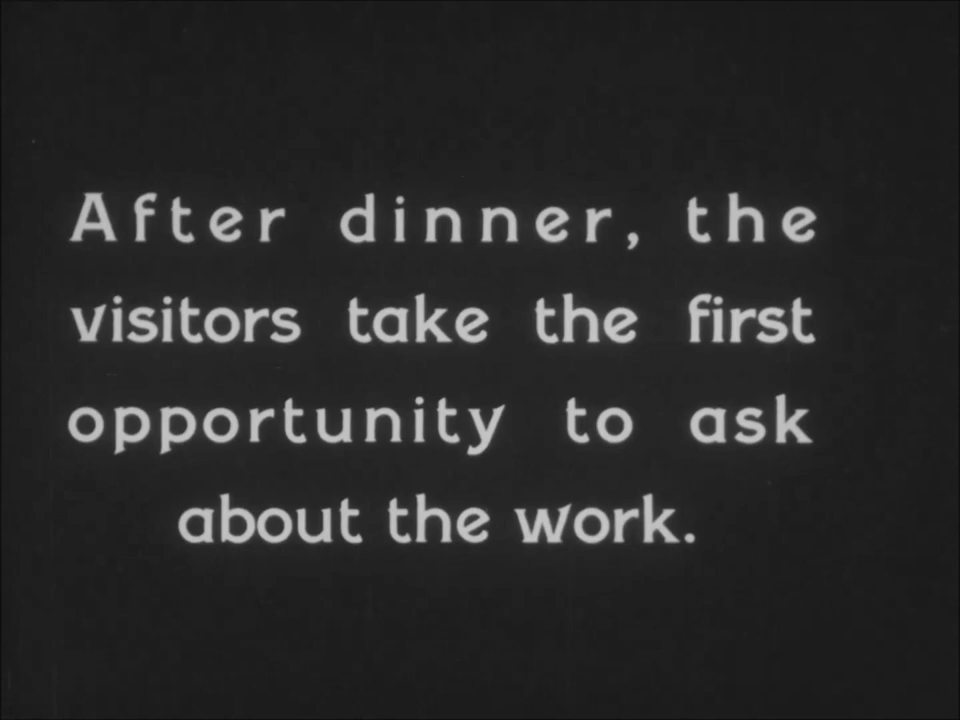 After dinner, the
visitors take the first
opportunity to ask
about the work.